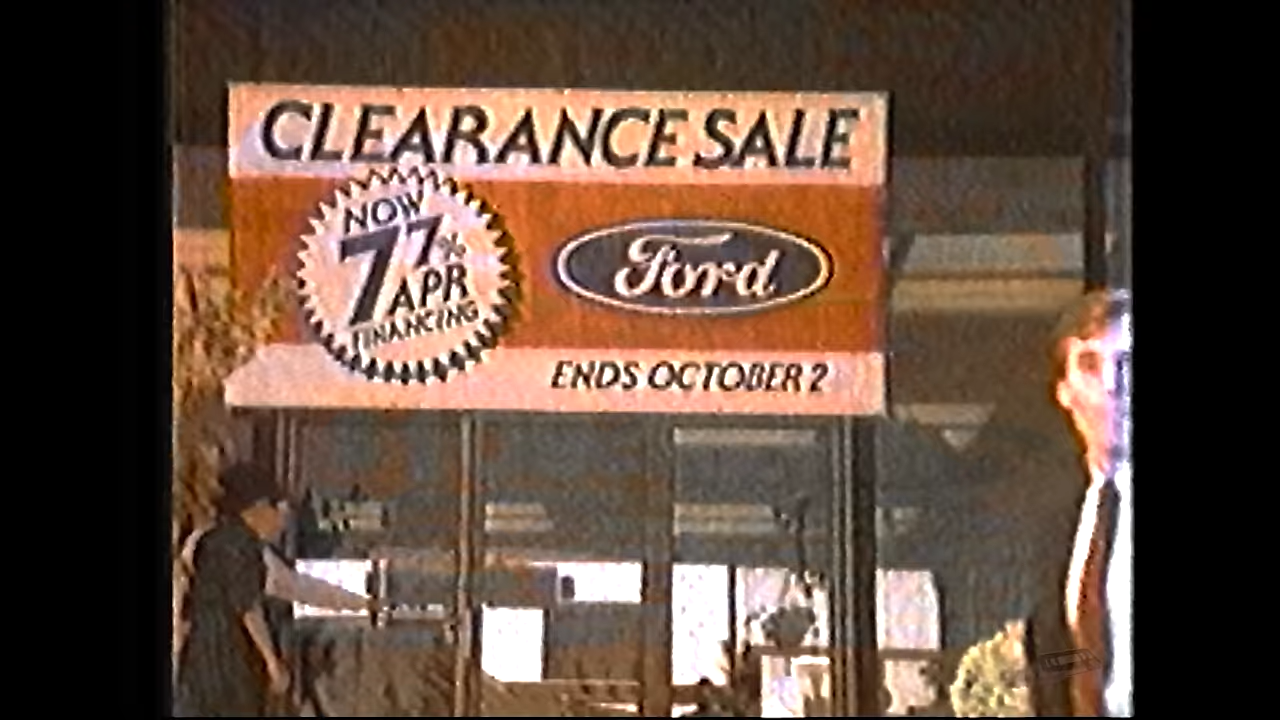 CLEARANCE SALE
NOW
7.7%
APR
FINANCING
Ford
ENDS OCTOBER 2